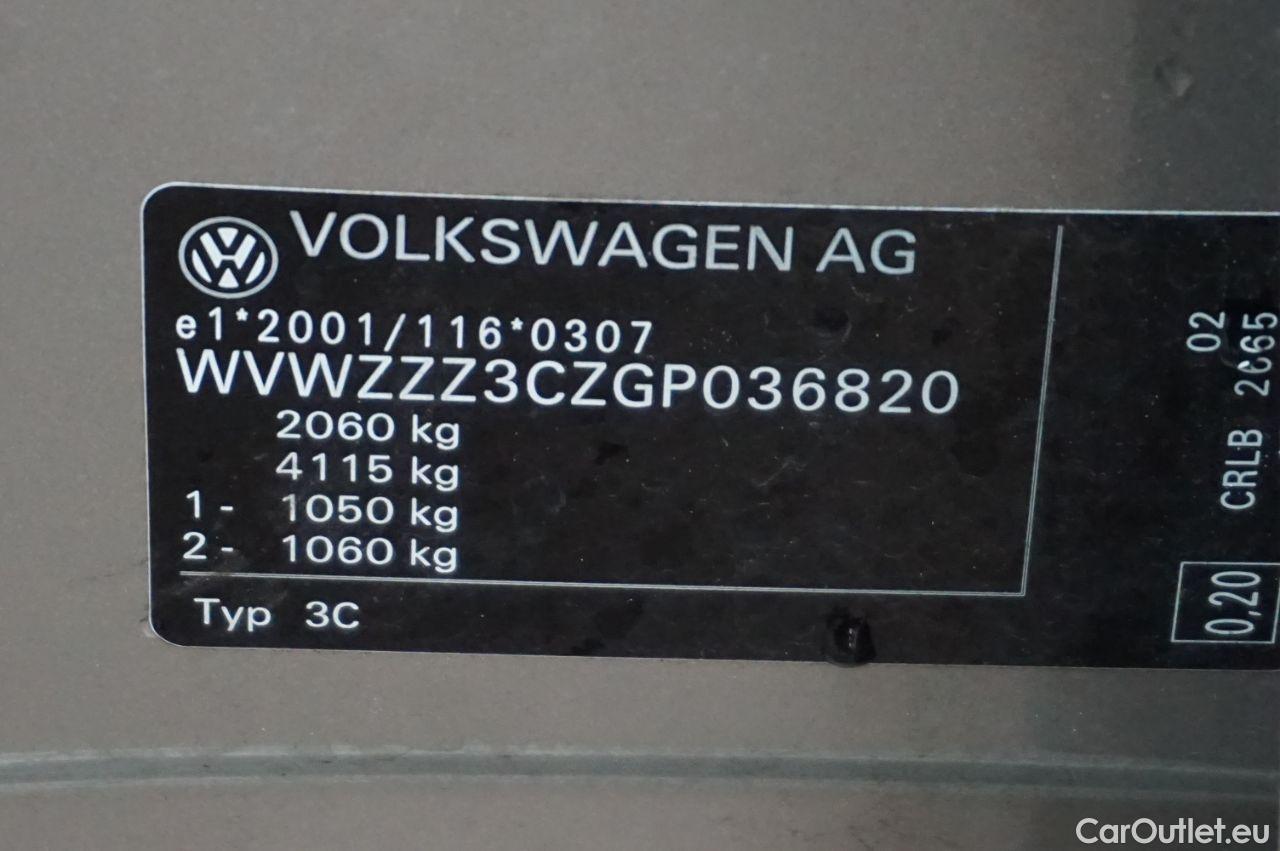 VOLKSWAGEN AG
e1*2001/116*0307
WVWZZZ3CZGP036820
2060 kg
4115 kg
1 - 1050 kg
2 - 1060 kg
Typ 3C
02
CRLB
0,20
CarOutlet.eu